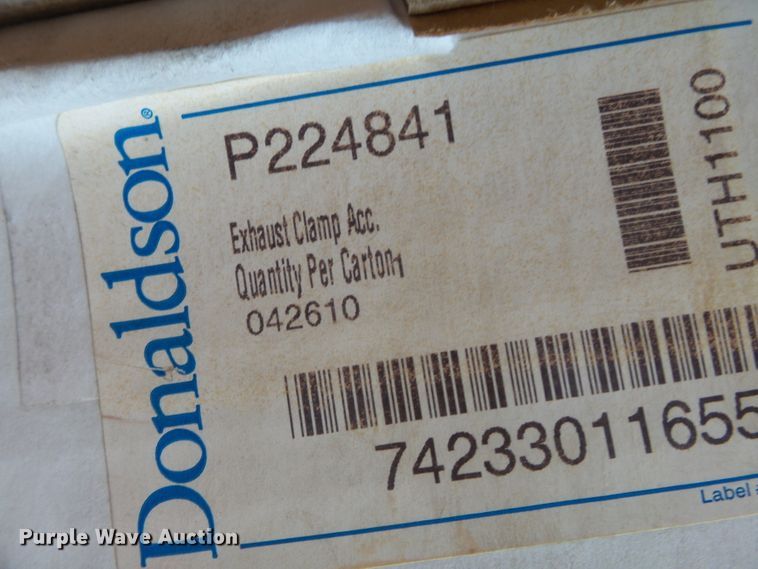 Donaldson®
P224841
Exhaust Clamp Acc.
Quantity Per Carton1
042610
UTH1100
74233011655
Label
Purple Wave Auction®